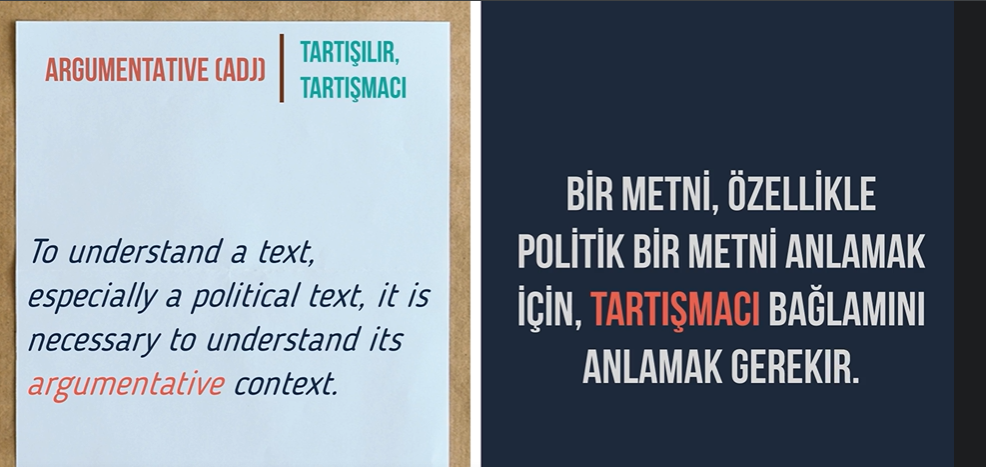 ARGUMENTATIVE (ADJ)
TARTIŞILIR,
TARTIŞMACI
To understand a text,
especially a political text, it is
necessary to understand its
argumentative context.
BİR METNİ, ÖZELLİKLE
POLİTİK BİR METNİ ANLAMAK
İÇİN, TARTIŞMACI BAĞLAMINI
ANLAMAK GEREKIR.